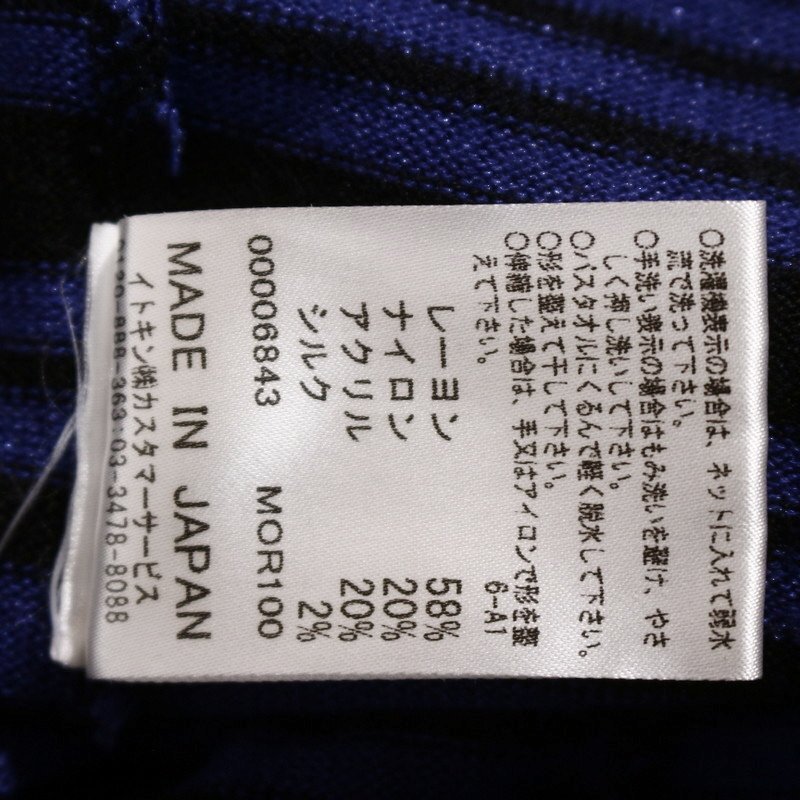 ○洗濯機表示の場合は、ネットに入れて弱水
流で洗って下さい。
○手洗い表示の場合はもみ洗いを避け、やさ
しく押し洗いして下さい。
○バスタオルにくるんで軽く脱水して下さい。
○形を整えて干して下さい。
○伸縮した場合は、手又はアイロンで形を整
えて下さい。
6-A1
レーヨン 58%
ナイロン 20%
アクリル 20%
シルク 2%
00006843 MOR100
MADE IN JAPAN
イトキン㈱カスタマーサービス
0120-888-363:03-3478-8088